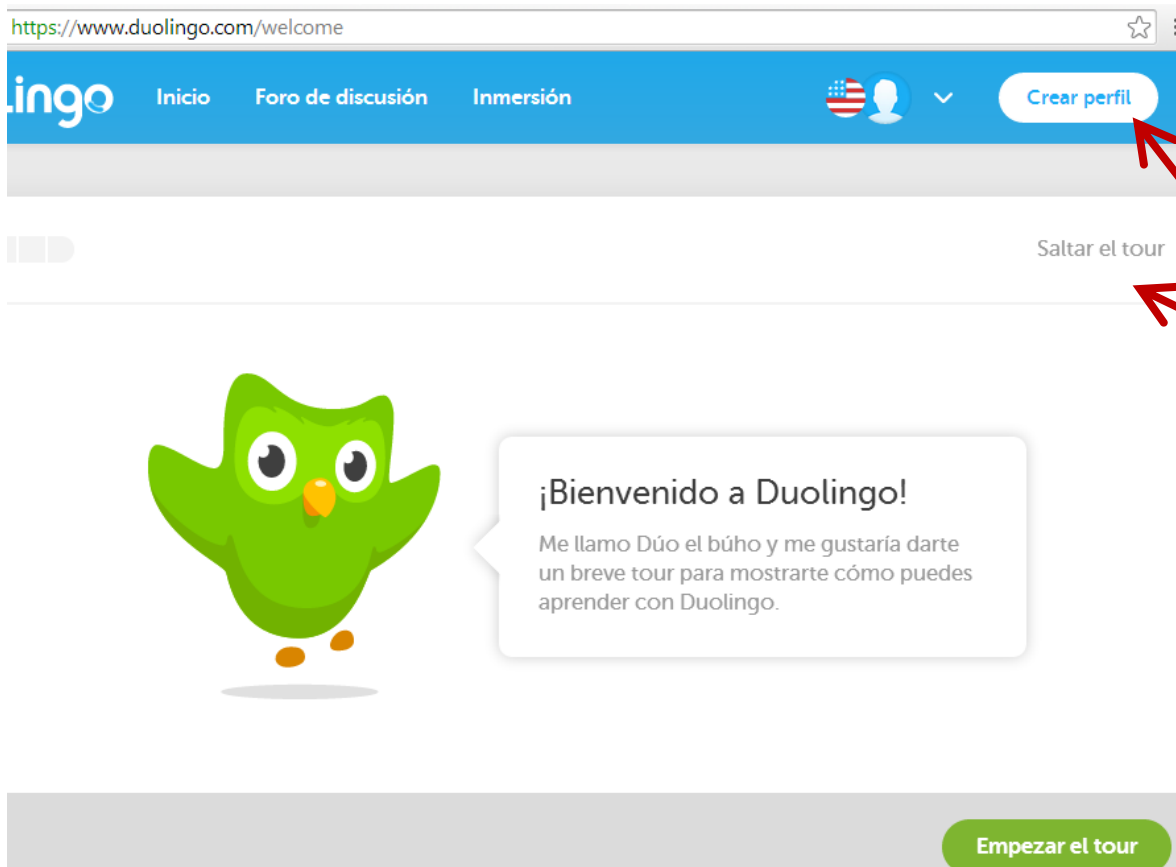 https://www.duolingo.com/welcome
lingo Inicio Foro de discusión Inmersión Crear perfil
Saltar el tour
¡Bienvenido a Duolingo!
Me llamo Dúo el búho y me gustaría darte
un breve tour para mostrarte cómo puedes
aprender con Duolingo.
Empezar el tour